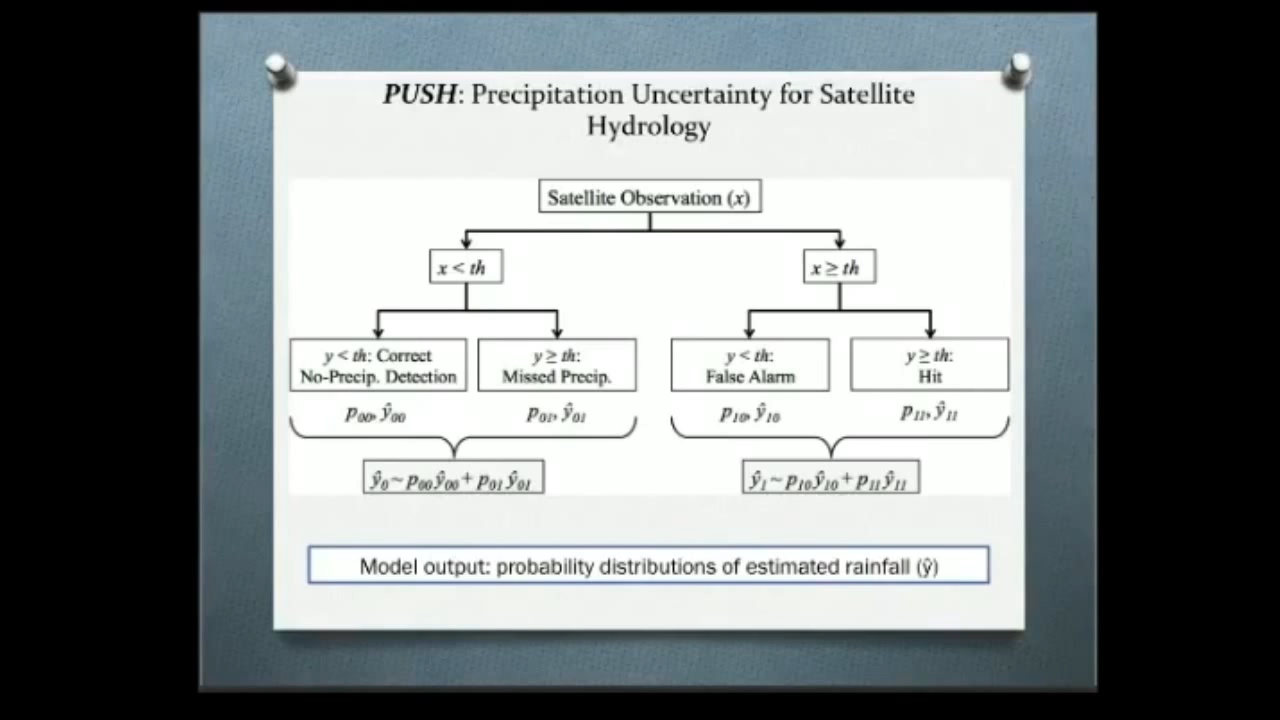 PUSH: Precipitation Uncertainty for Satellite
Hydrology
Satellite Observation (x)
x < th
x ≥ th
y < th: Correct
No-Precip. Detection
y ≥ th:
Missed Precip.
y < th:
False Alarm
y ≥ th:
Hit
p₀₀, ŷ₀₀
p₀₁, ŷ₀₁
p₁₀, ŷ₁₀
p₁₁, ŷ₁₁
ŷ₀ ~ p₀₀ŷ₀₀ + p₀₁ŷ₀₁
ŷ₁ ~ p₁₀ŷ₁₀ + p₁₁ŷ₁₁
Model output: probability distributions of estimated rainfall (ŷ)